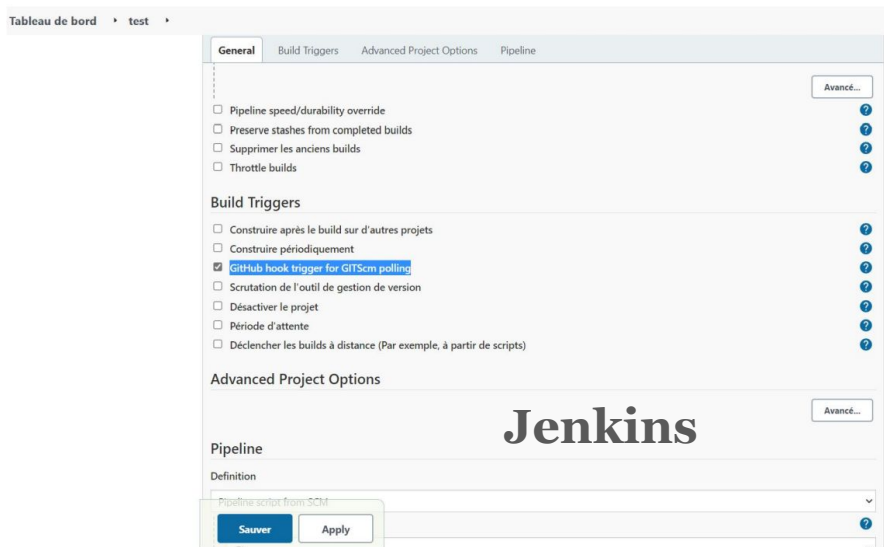 Tableau de bord test
General Build Triggers Advanced Project Options Pipeline
Avancé...
Pipeline speed/durability override
Preserve stashes from completed builds
Supprimer les anciens builds
Throttle builds
Build Triggers
Construire après le build sur d'autres projets
Construire périodiquement
GitHub hook trigger for GITScm polling
Scrutation de l'outil de gestion de version
Désactiver le projet
Période d'attente
Déclencher les builds à distance (Par exemple, à partir de scripts)
Advanced Project Options
Avancé...
Jenkins
Pipeline
Definition
Pipeline script from SCM
Sauver Apply